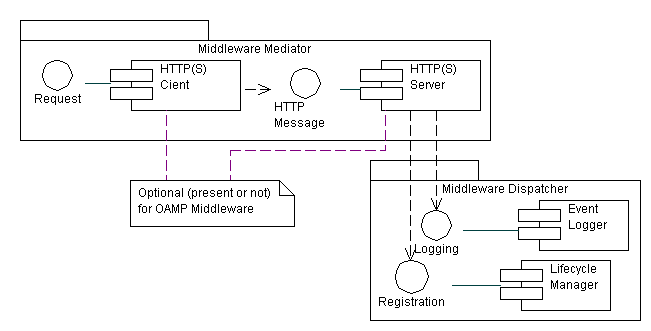 Middleware Mediator
Request
HTTP(S)
Cient
HTTP
Message
HTTP(S)
Server
Optional (present or not)
for OAMP Middleware
Middleware Dispatcher
Logging
Event
Logger
Registration
Lifecycle
Manager